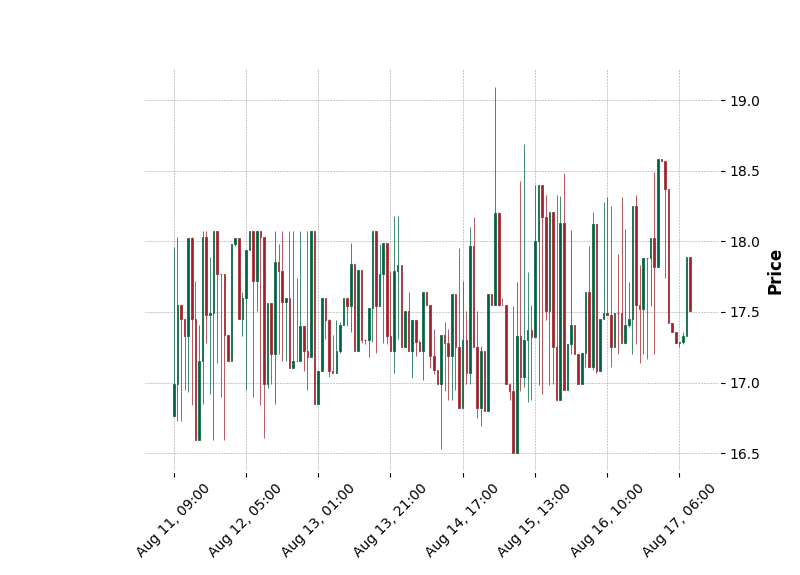 19.0
18.5
18.0
17.5
17.0
16.5
Price
Aug 11, 09:00
Aug 12, 05:00
Aug 13, 01:00
Aug 13, 21:00
Aug 14, 17:00
Aug 15, 13:00
Aug 16, 10:00
Aug 17, 06:00